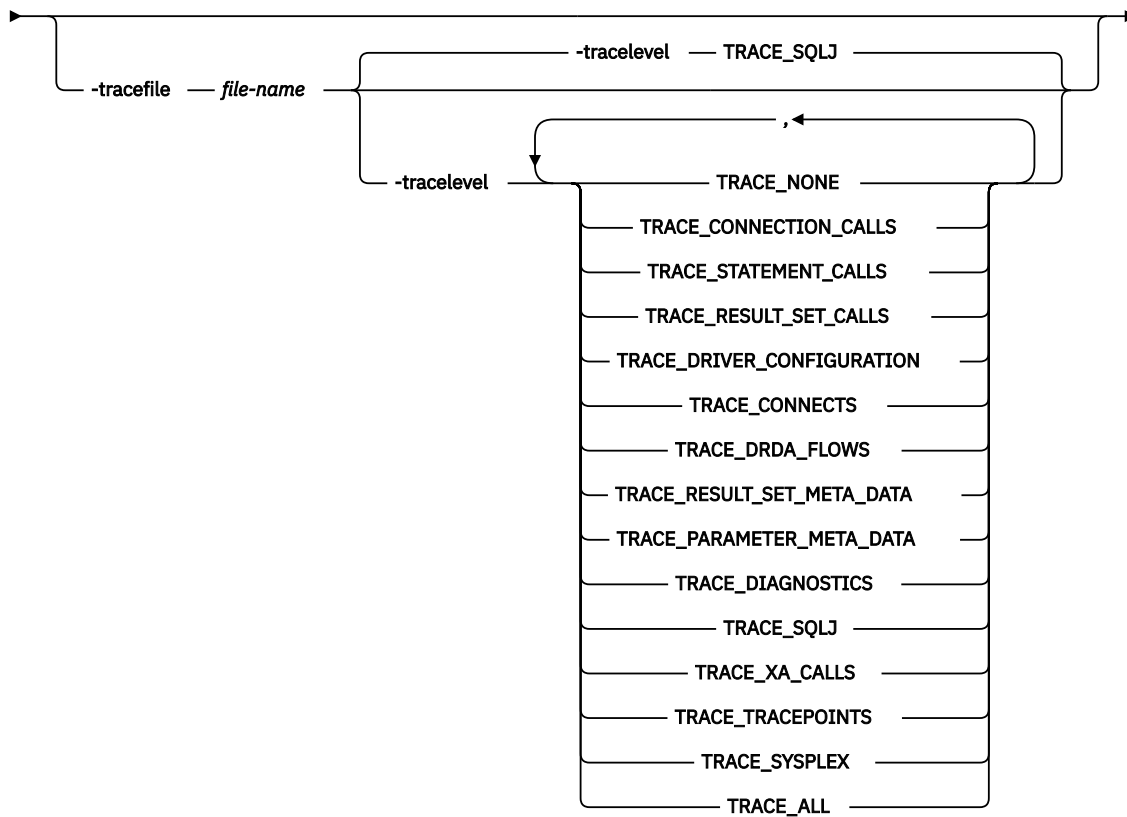 -tracelevel TRACE_SQLJ
-tracefile file-name
,
-tracelevel TRACE_NONE
TRACE_CONNECTION_CALLS
TRACE_STATEMENT_CALLS
TRACE_RESULT_SET_CALLS
TRACE_DRIVER_CONFIGURATION
TRACE_CONNECTS
TRACE_DRDA_FLOWS
TRACE_RESULT_SET_META_DATA
TRACE_PARAMETER_META_DATA
TRACE_DIAGNOSTICS
TRACE_SQLJ
TRACE_XA_CALLS
TRACE_TRACEPOINTS
TRACE_SYSPLEX
TRACE_ALL